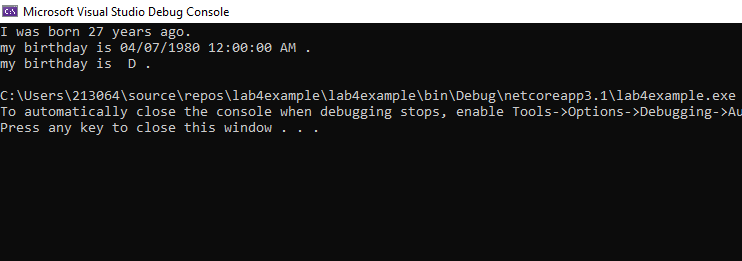 Microsoft Visual Studio Debug Console
I was born 27 years ago.
my birthday is 04/07/1980 12:00:00 AM .
my birthday is  D .
C:\Users\213064\source\repos\lab4example\lab4example\bin\Debug\netcoreapp3.1\lab4example.exe
To automatically close the console when debugging stops, enable Tools->Options->Debugging->Au
Press any key to close this window . . .